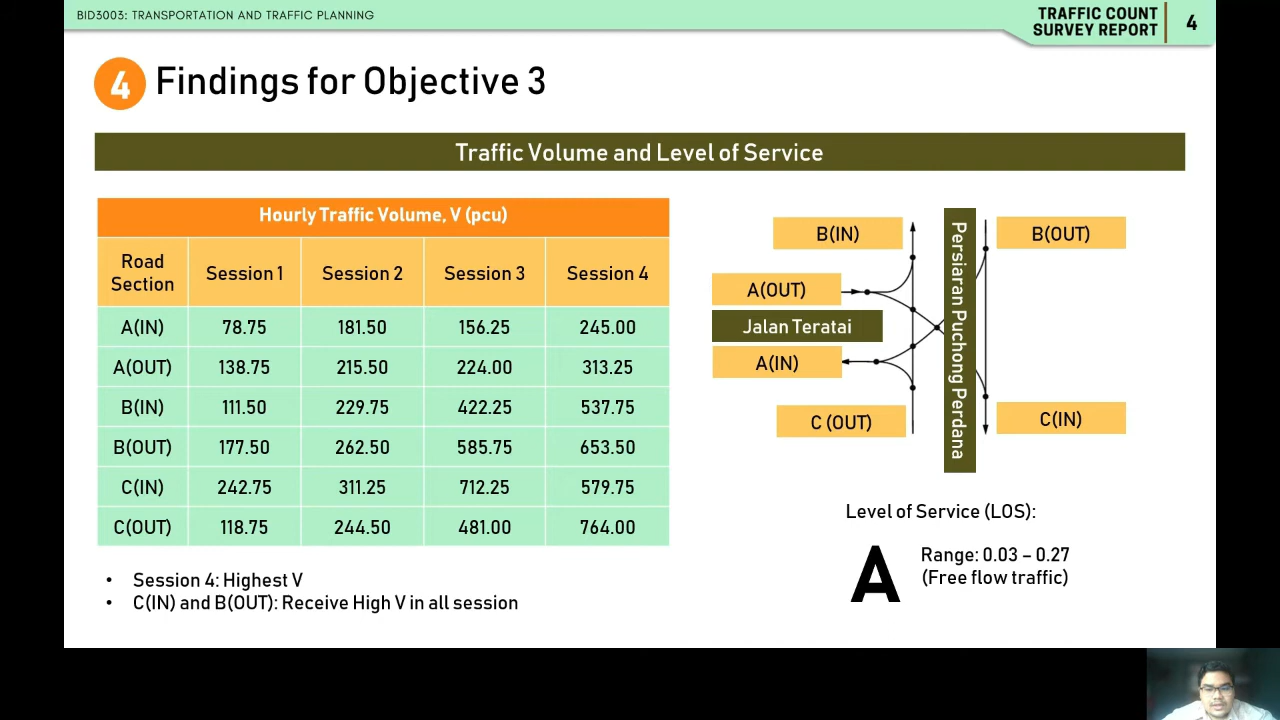 BID3003: TRANSPORTATION AND TRAFFIC PLANNING
TRAFFIC COUNT
SURVEY REPORT
4
4 Findings for Objective 3
Traffic Volume and Level of Service
Hourly Traffic Volume, V (pcu)
Road Section Session 1 Session 2 Session 3 Session 4
A(IN) 78.75 181.50 156.25 245.00
A(OUT) 138.75 215.50 224.00 313.25
B(IN) 111.50 229.75 422.25 537.75
B(OUT) 177.50 262.50 585.75 653.50
C(IN) 242.75 311.25 712.25 579.75
C(OUT) 118.75 244.50 481.00 764.00
• Session 4: Highest V
• C(IN) and B(OUT): Receive High V in all session
B(IN)
B(OUT)
A(OUT)
Jalan Teratai
A(IN)
Persiaran Puchong Perdana
C (OUT)
C(IN)
Level of Service (LOS):
A
Range: 0.03 – 0.27
(Free flow traffic)